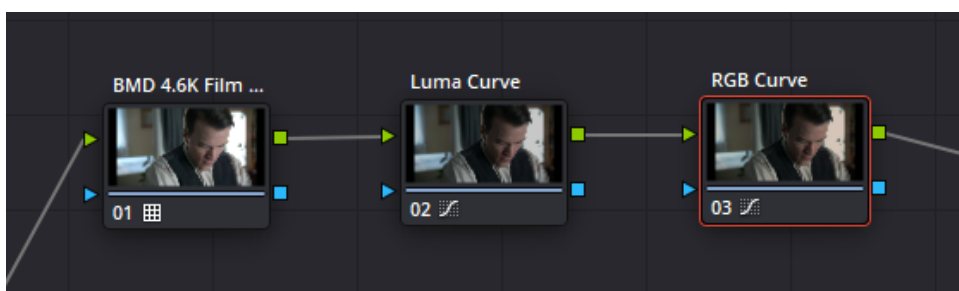 BMD 4.6K Film ...
Luma Curve
RGB Curve
01
02
03